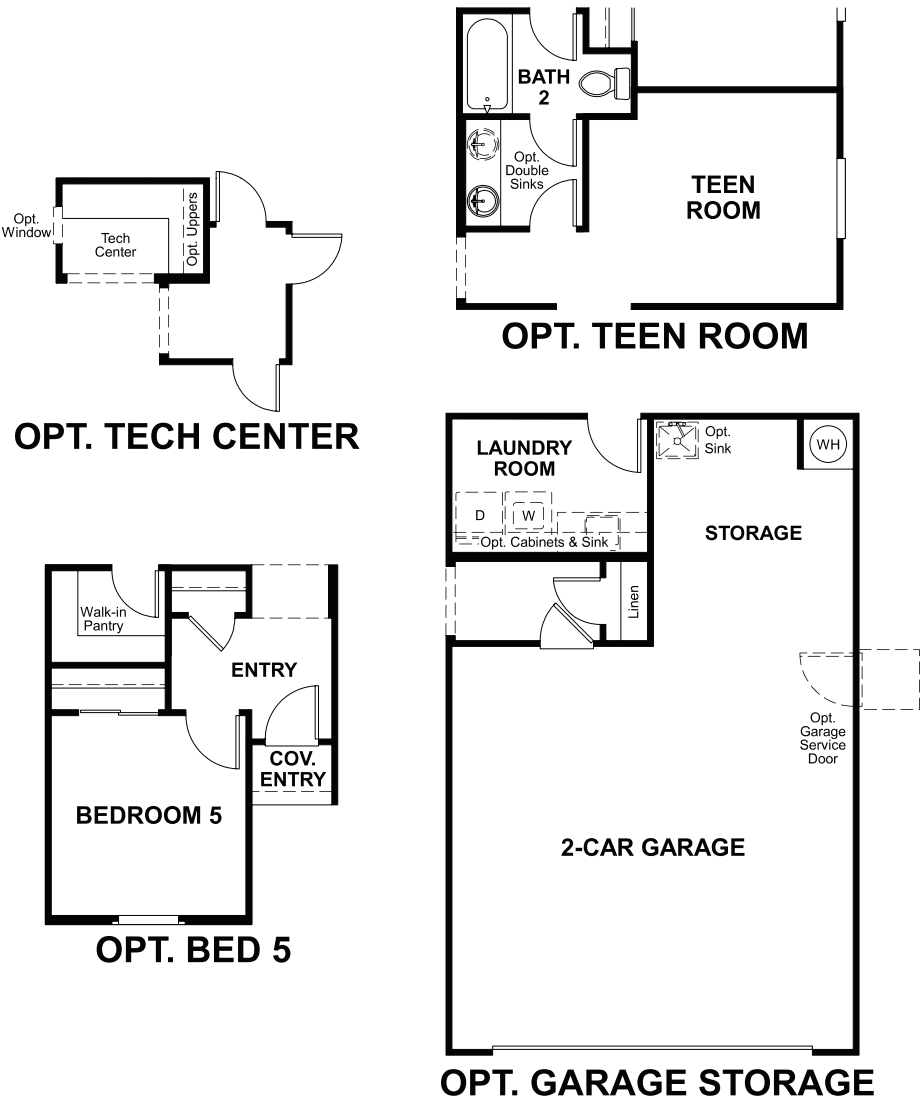 BATH
2
Opt.
Double
Sinks
TEEN
ROOM
OPT. TEEN ROOM
Opt.
Window
Tech
Center
Opt. Uppers
OPT. TECH CENTER
LAUNDRY
ROOM
D
W
Opt. Cabinets & Sink
Opt.
Sink
WH
STORAGE
Linen
Opt.
Garage
Service
Door
2-CAR GARAGE
OPT. GARAGE STORAGE
Walk-in
Pantry
ENTRY
COV.
ENTRY
BEDROOM 5
OPT. BED 5